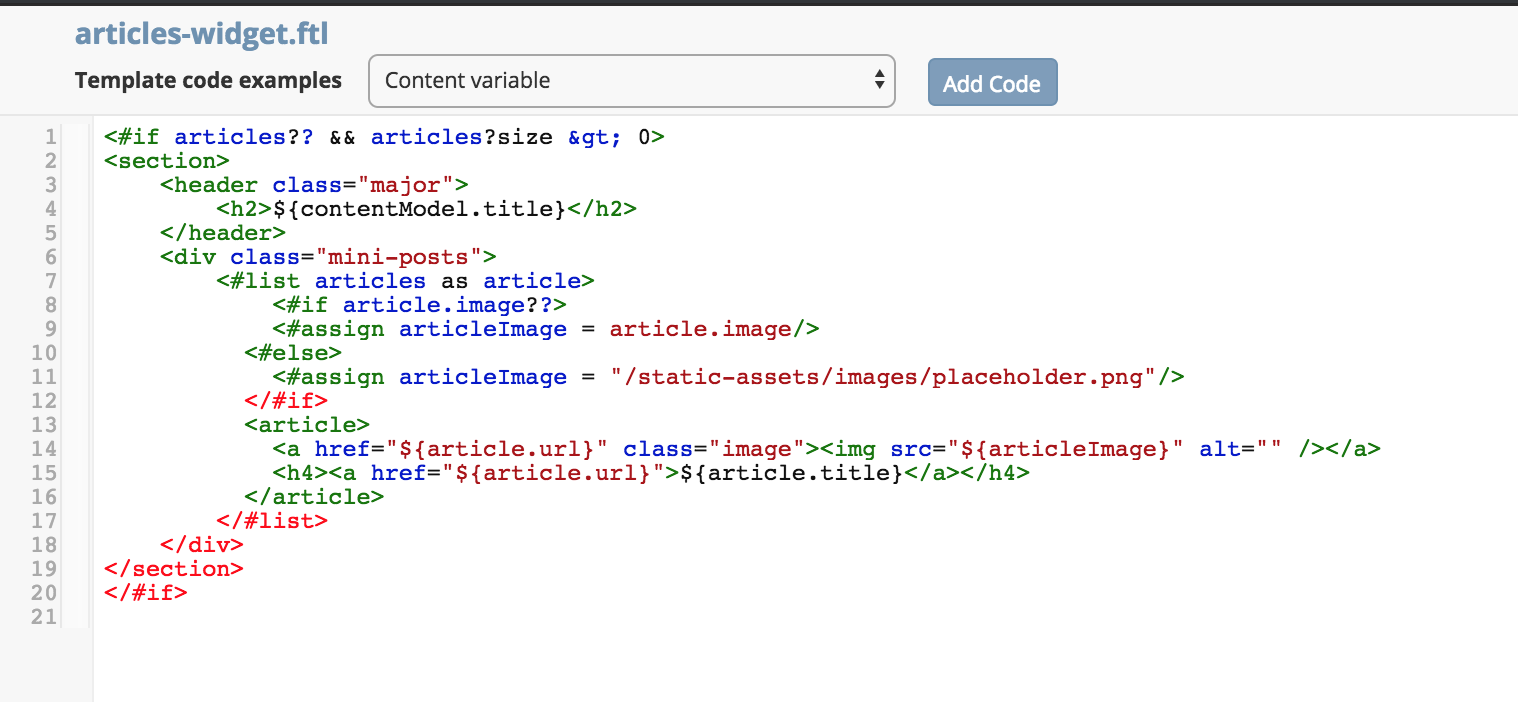 articles-widget.ftl
Template code examples Content variable Add Code
1 <#if articles?? && articles?size &gt; 0>
2 <section>
3     <header class="major">
4         <h2>${contentModel.title}</h2>
5     </header>
6     <div class="mini-posts">
7         <#list articles as article>
8             <#if article.image??>
9             <#assign articleImage = article.image/>
10           <#else>
11             <#assign articleImage = "/static-assets/images/placeholder.png"/>
12           </#if>
13           <article>
14             <a href="${article.url}" class="image"><img src="${articleImage}" alt="" /></a>
15             <h4><a href="${article.url}">${article.title}</a></h4>
16           </article>
17         </#list>
18     </div>
19 </section>
20 </#if>
21